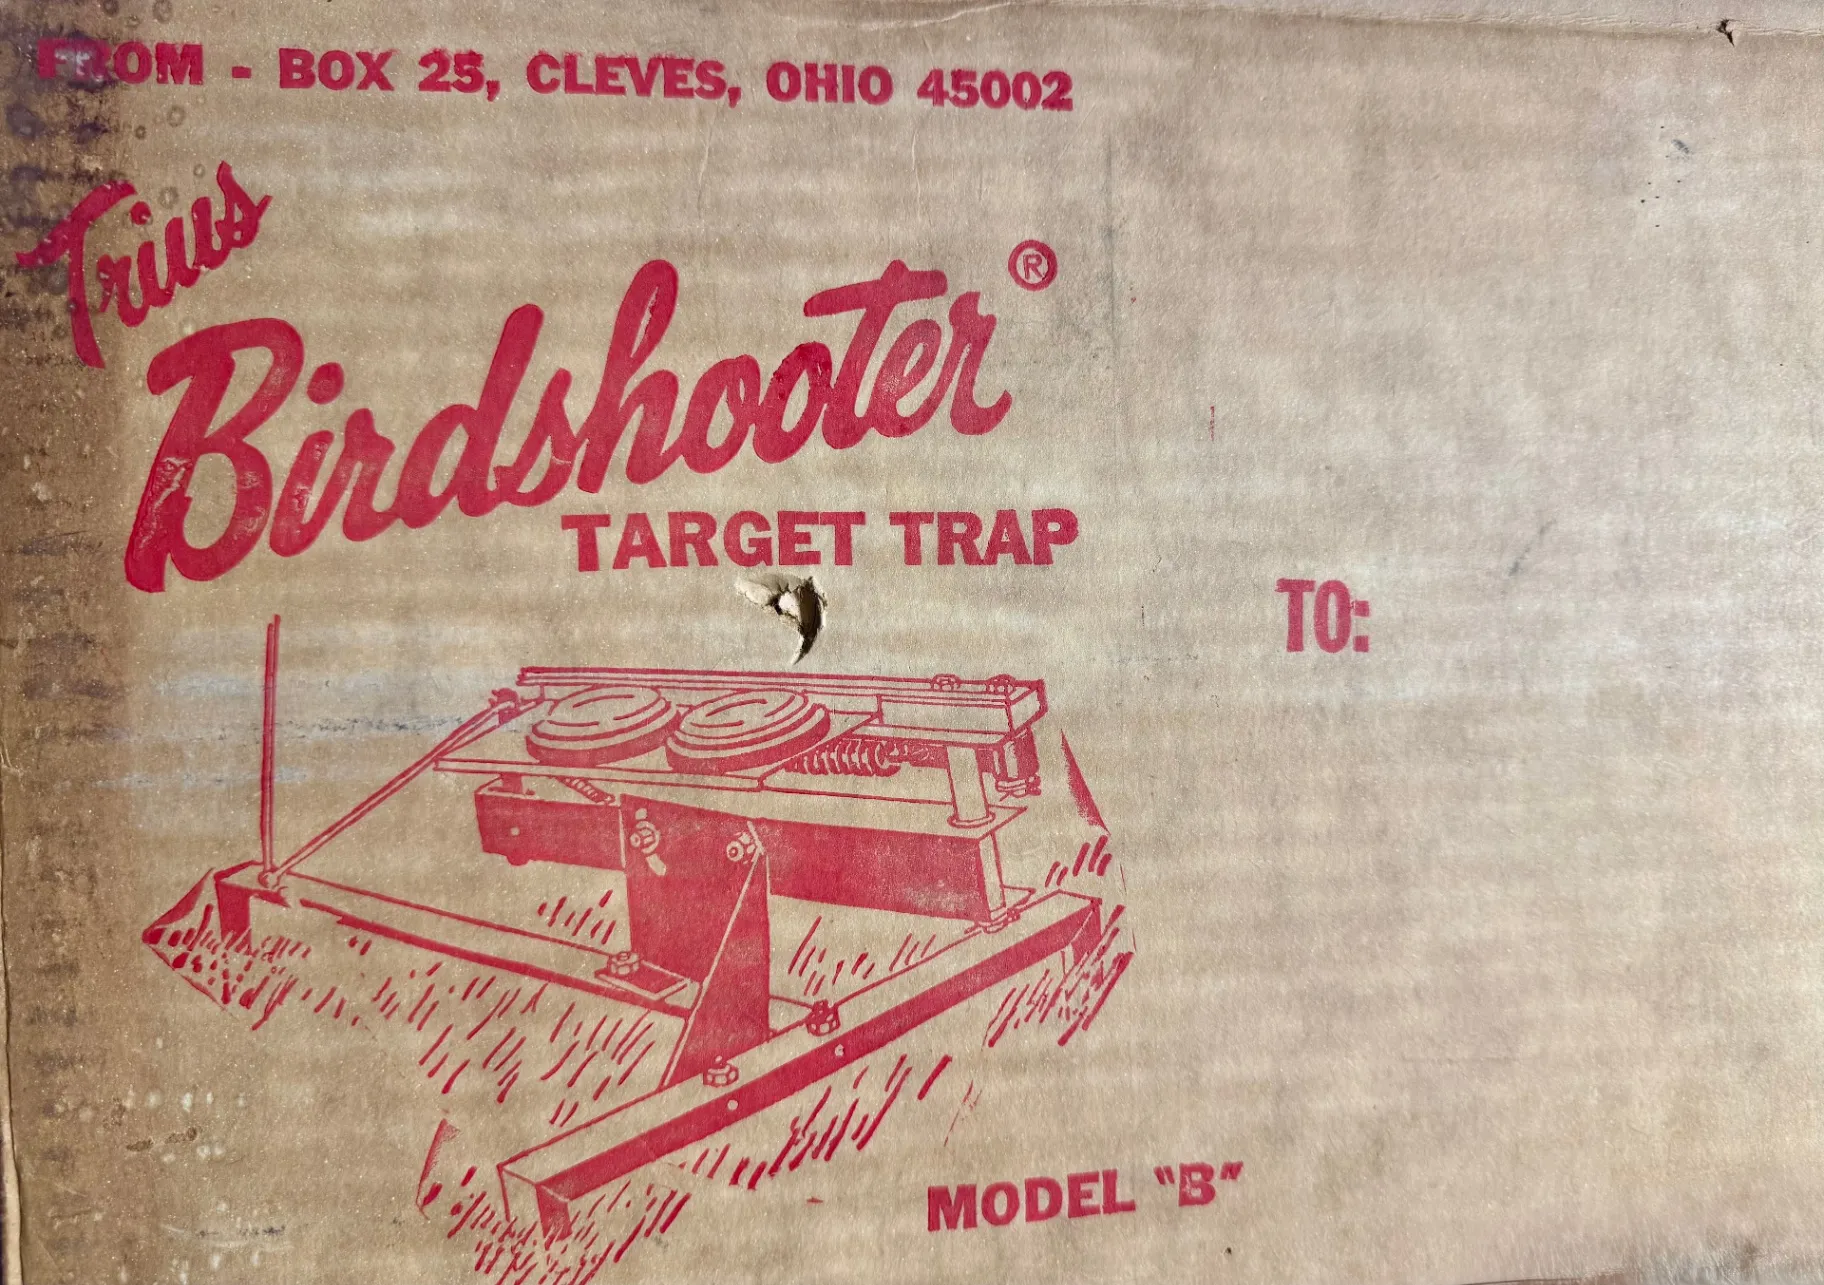 FROM - BOX 25, CLEVES, OHIO 45002
Trius
Birdshooter ®
TARGET TRAP
TO:
MODEL "B"